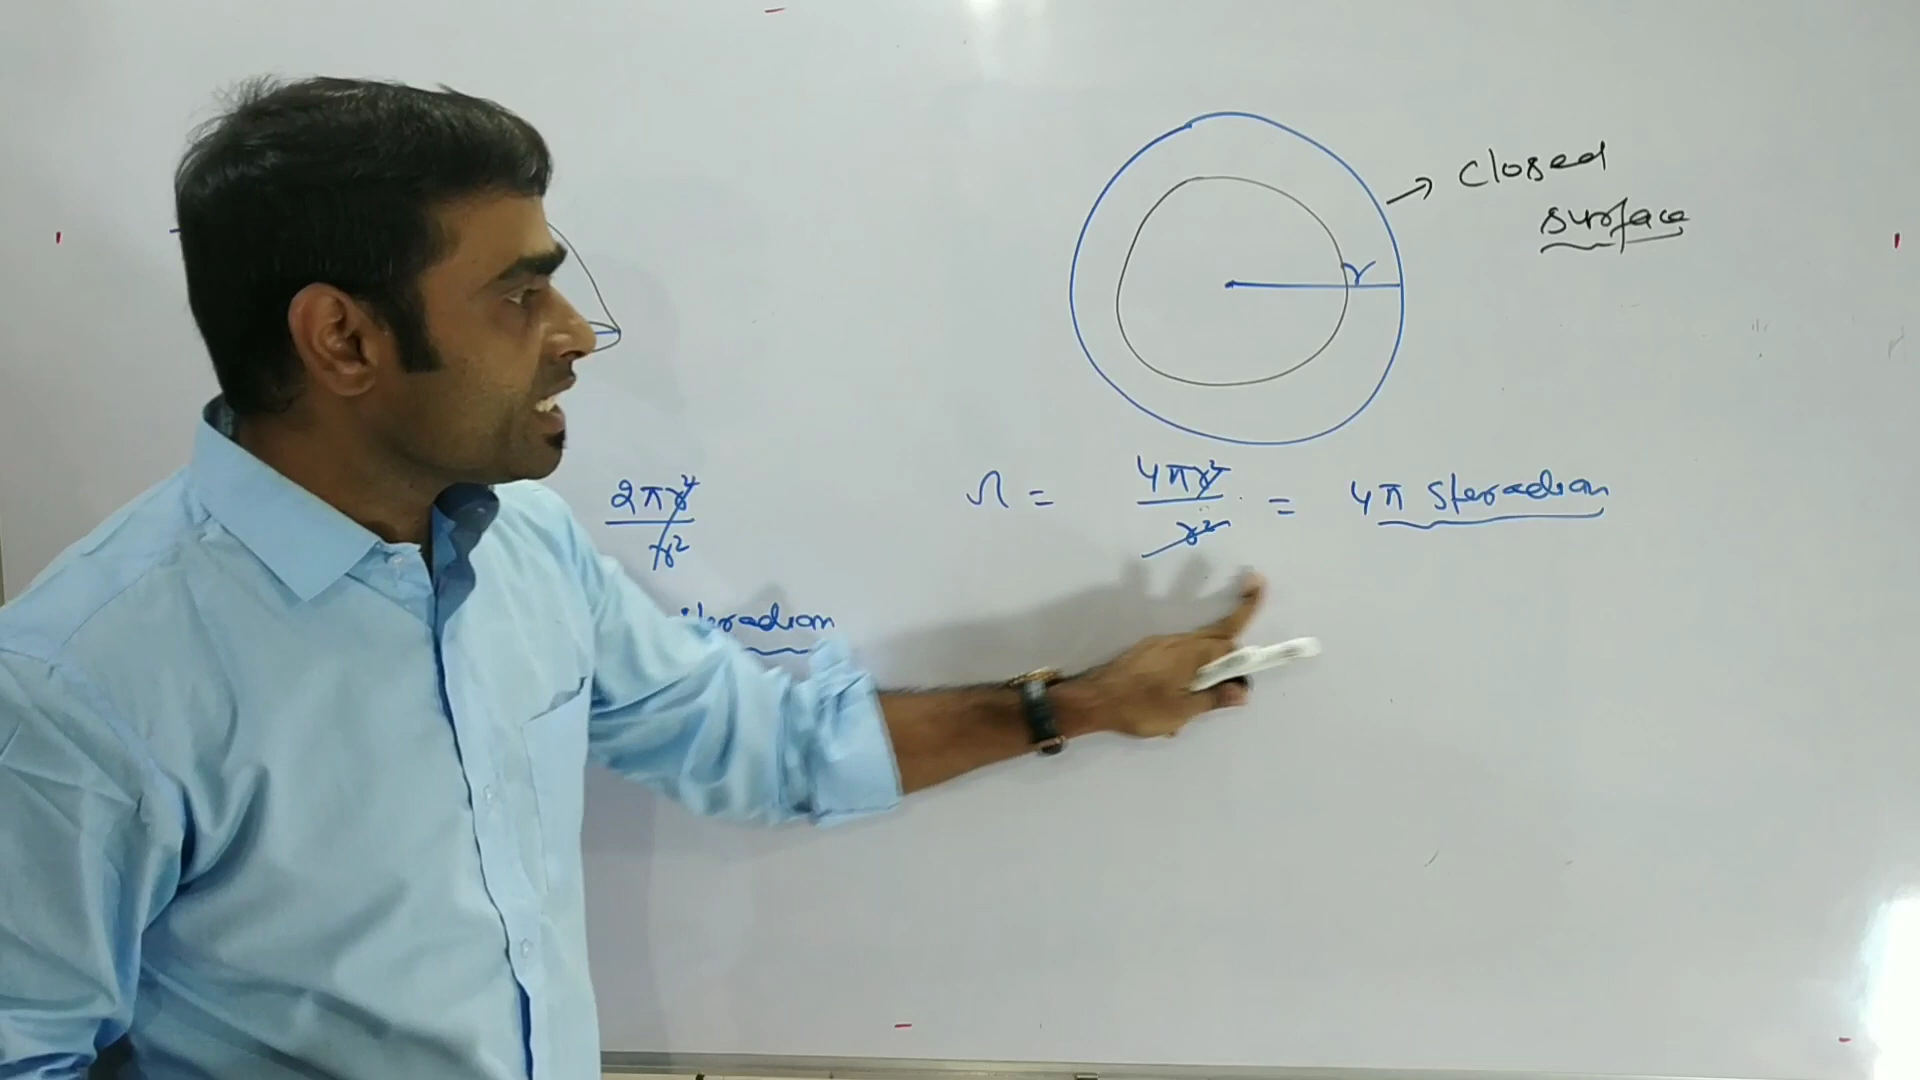 closed
surface
r
2πr²
r²
steradian
Ω = 4πr² / r² = 4π steradian